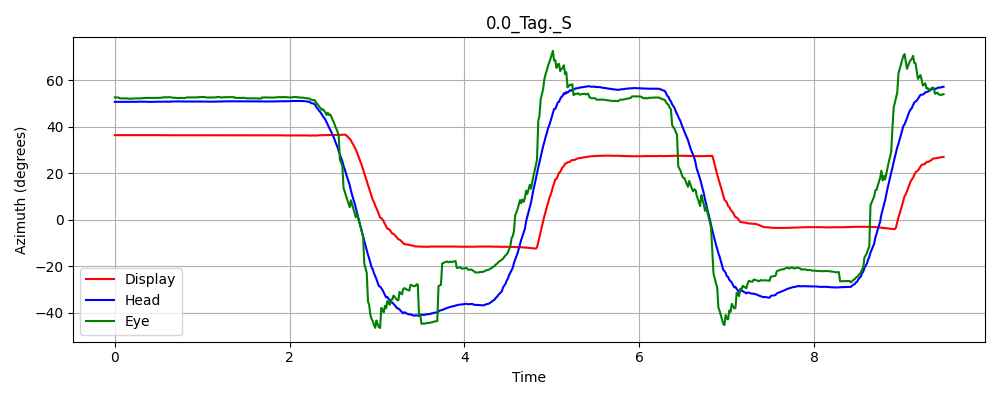 0.0_Tag._S
Azimuth (degrees)
60
40
20
0
−20
−40
Display
Head
Eye
0 2 4 6 8
Time